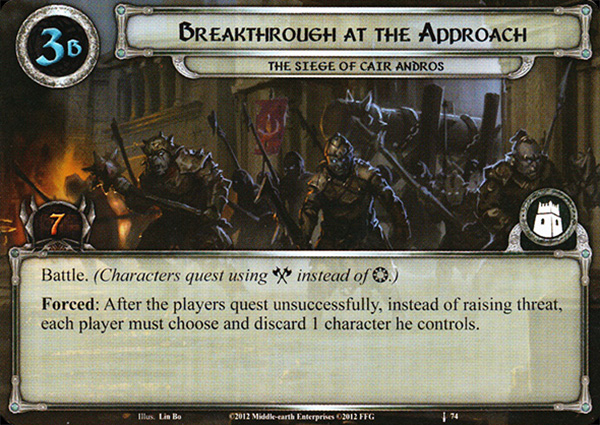 3B
Breakthrough at the Approach
THE SIEGE OF CAIR ANDROS
7
Battle. (Characters quest using instead of .)
Forced: After the players quest unsuccessfully, instead of raising threat,
each player must choose and discard 1 character he controls.
Illus. Lin Bo ©2012 Middle-earth Enterprises ©2012 FFG 74